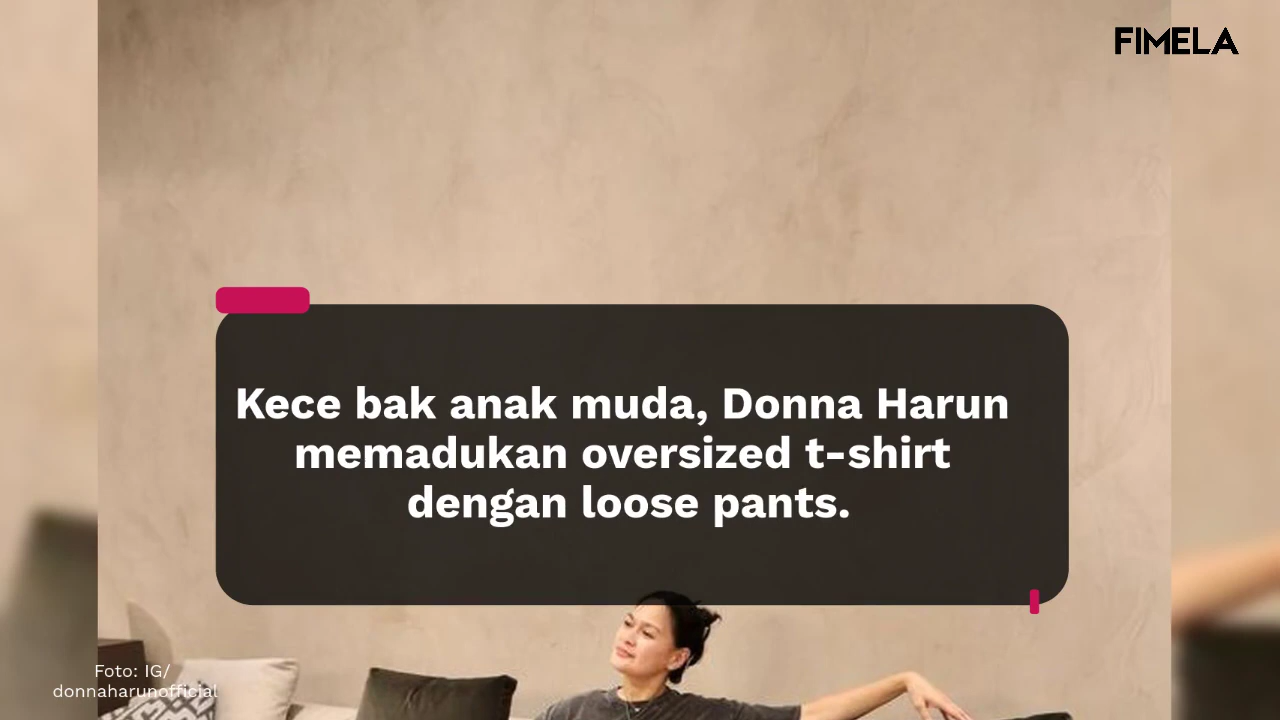 FIMELA
Kece bak anak muda, Donna Harun
memadukan oversized t-shirt
dengan loose pants.
Foto: IG/
donnaharunofficial